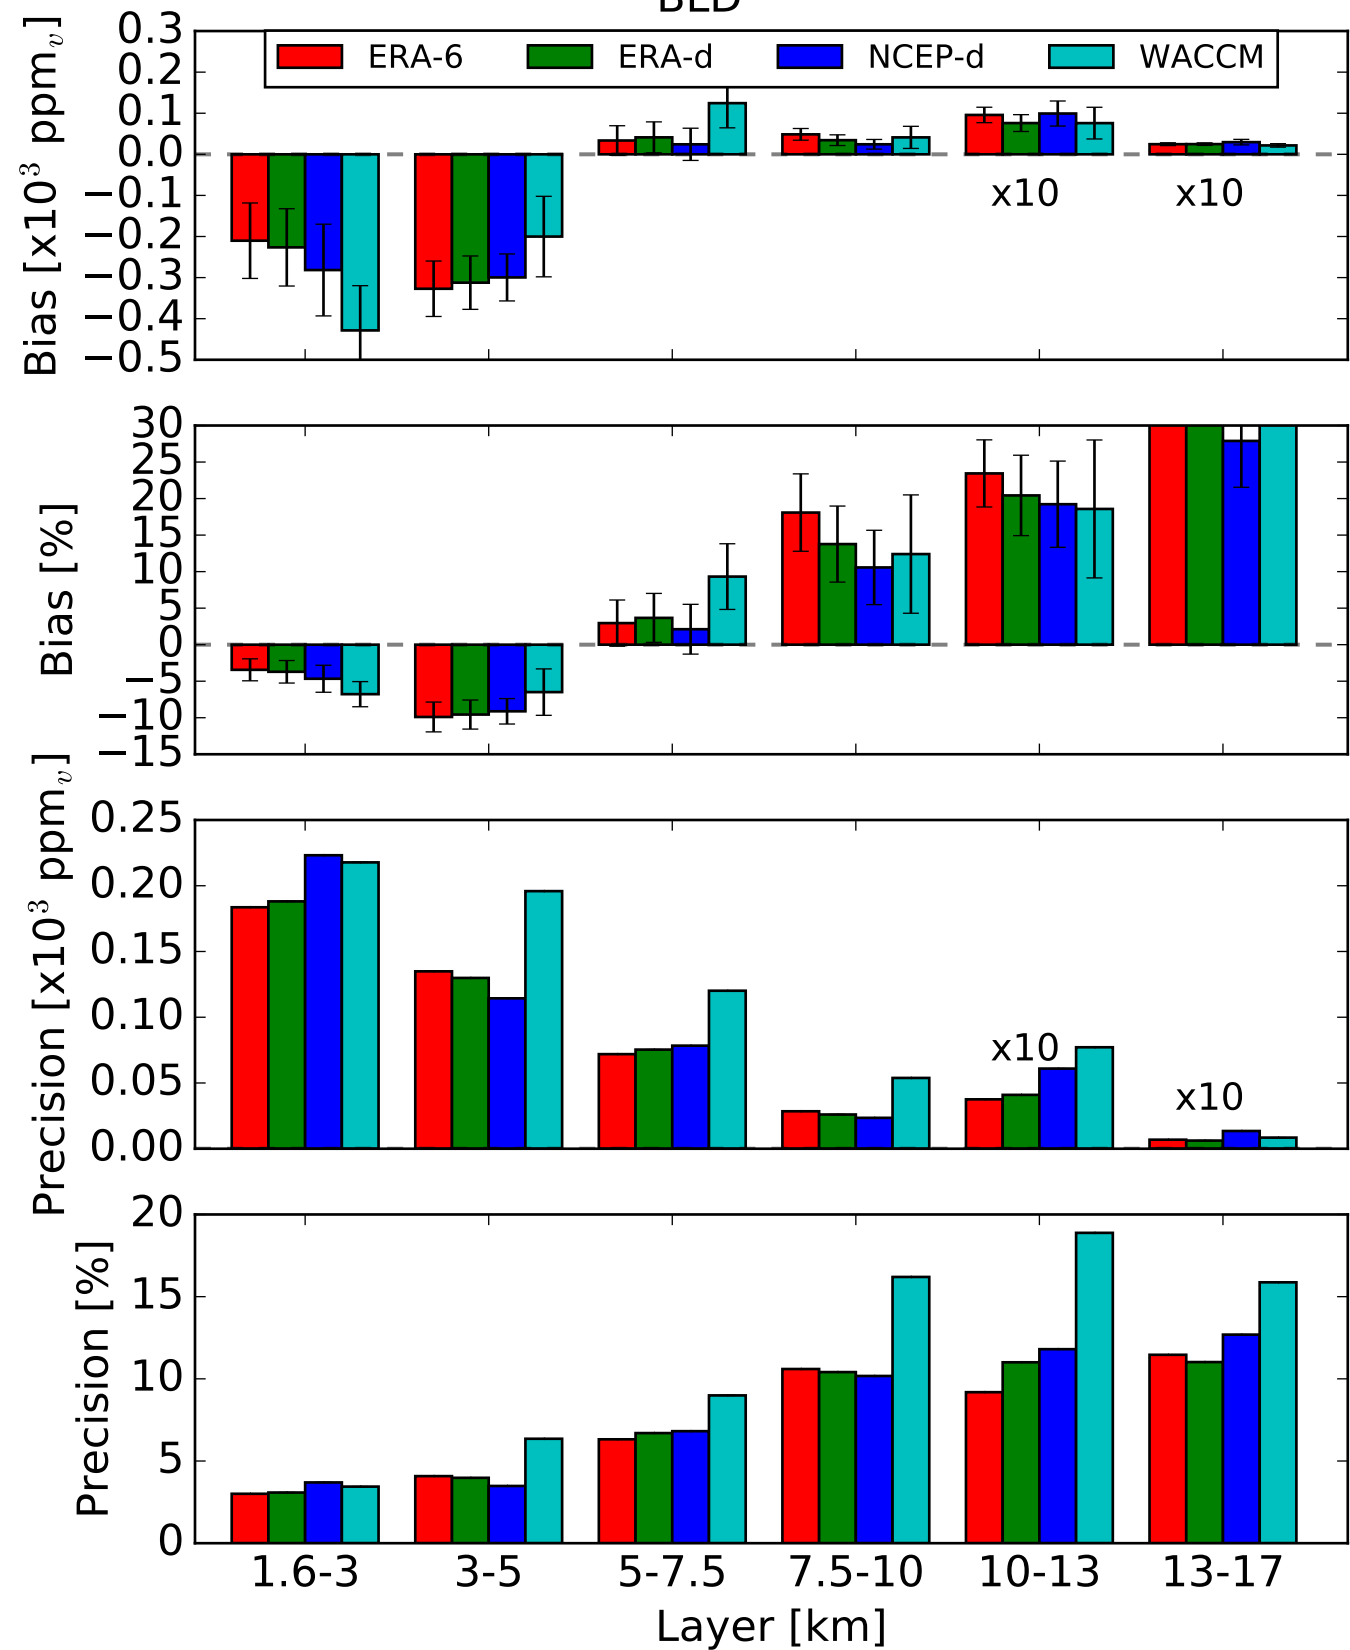 BLD
ERA-6 ERA-d NCEP-d WACCM
Bias [x10³ ppmᵥ]
0.3
0.2
0.1
0.0
−0.1
−0.2
−0.3
−0.4
−0.5
x10 x10
Bias [%]
30
25
20
15
10
5
0
−5
−10
−15
Precision [x10³ ppmᵥ]
0.25
0.20
0.15
0.10
0.05
0.00
x10
x10
Precision [%]
20
15
10
5
0
1.6-3 3-5 5-7.5 7.5-10 10-13 13-17
Layer [km]